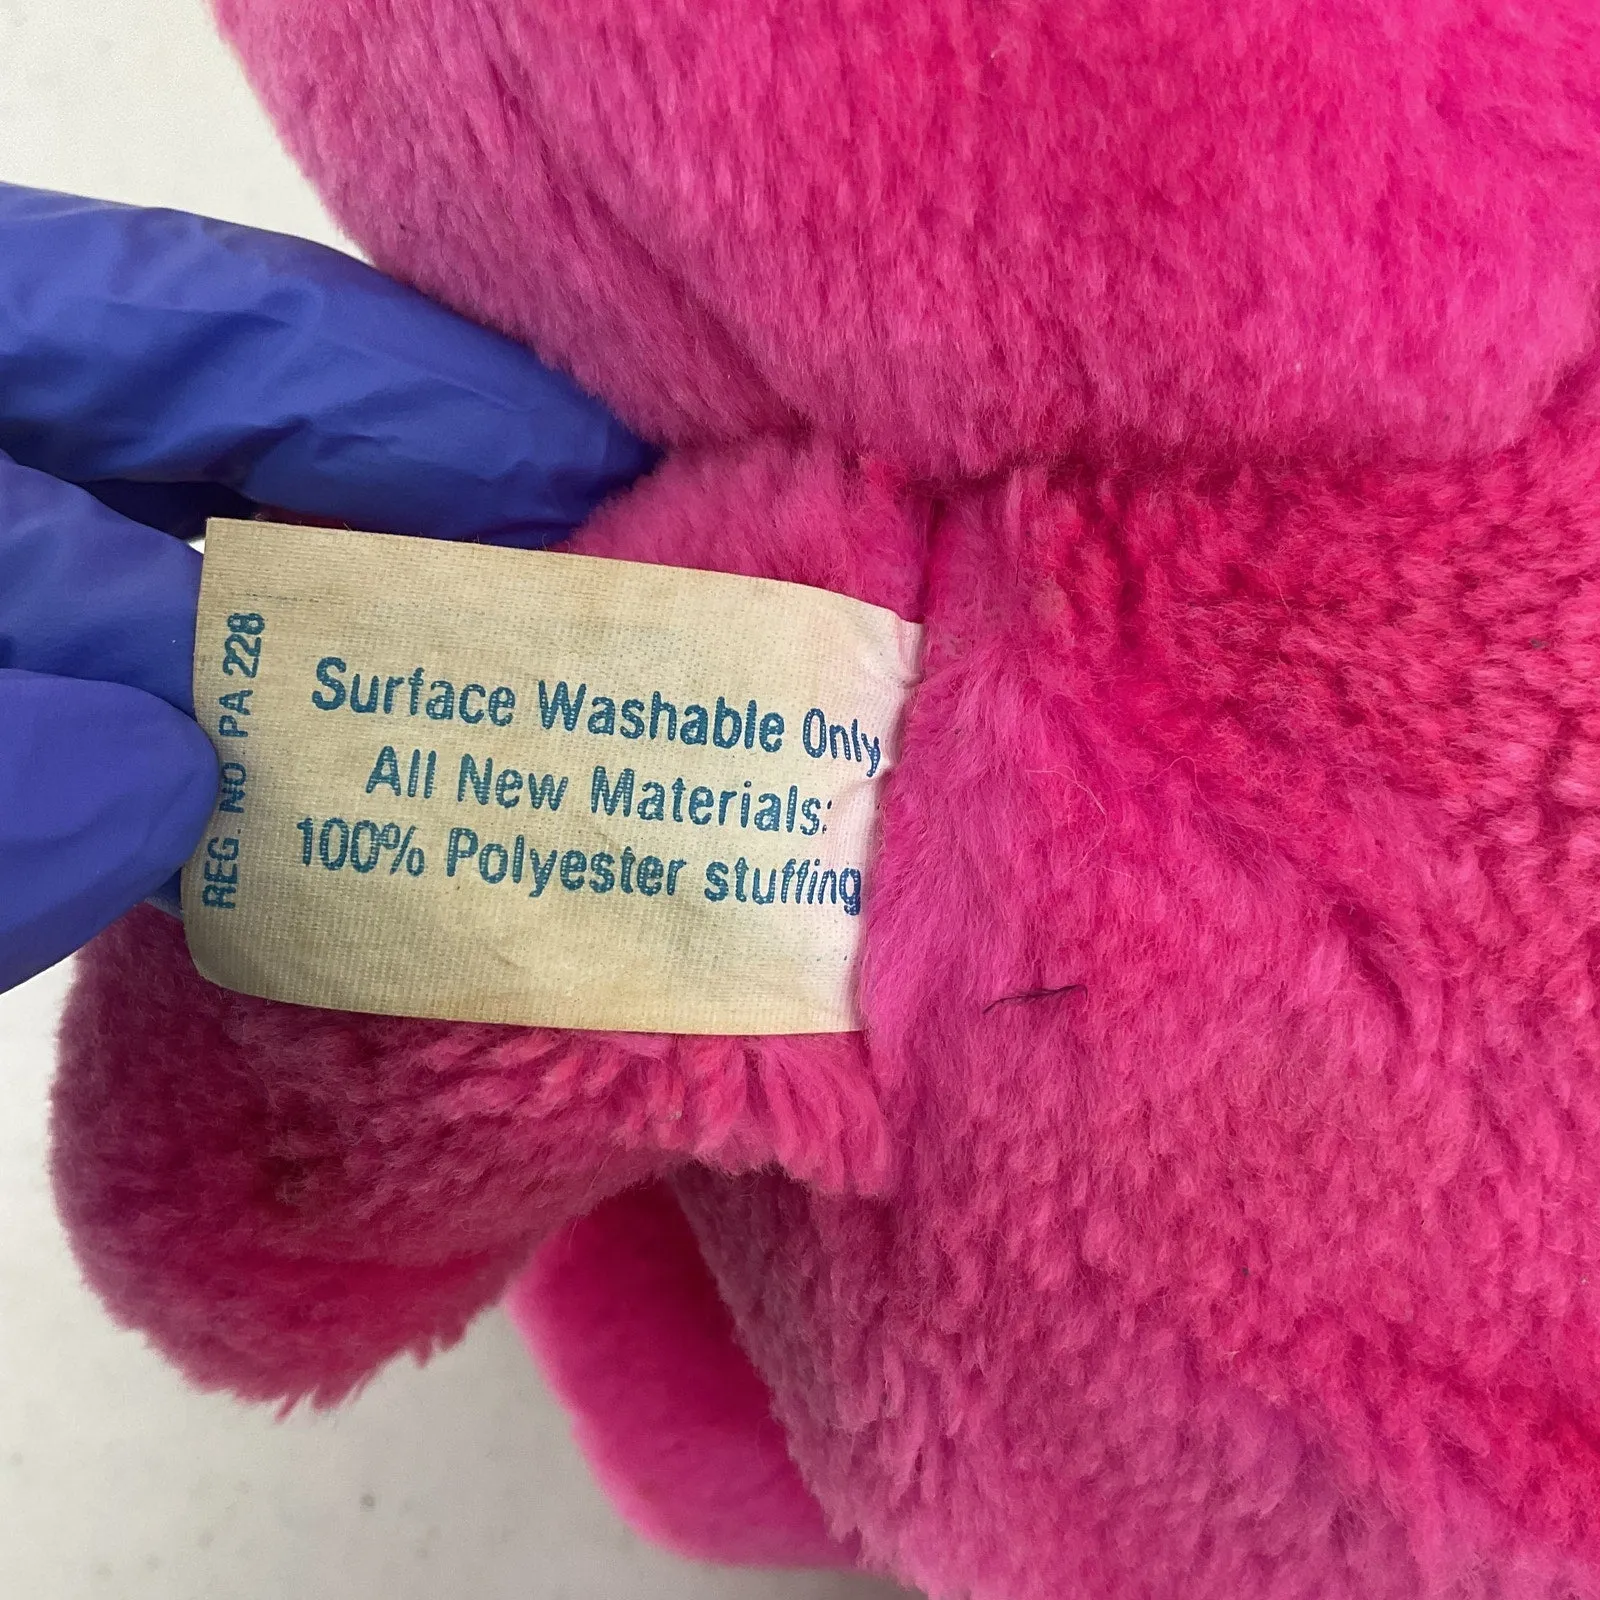 Surface Washable Only
All New Materials:
100% Polyester stuffing
REG. NO. PA 228